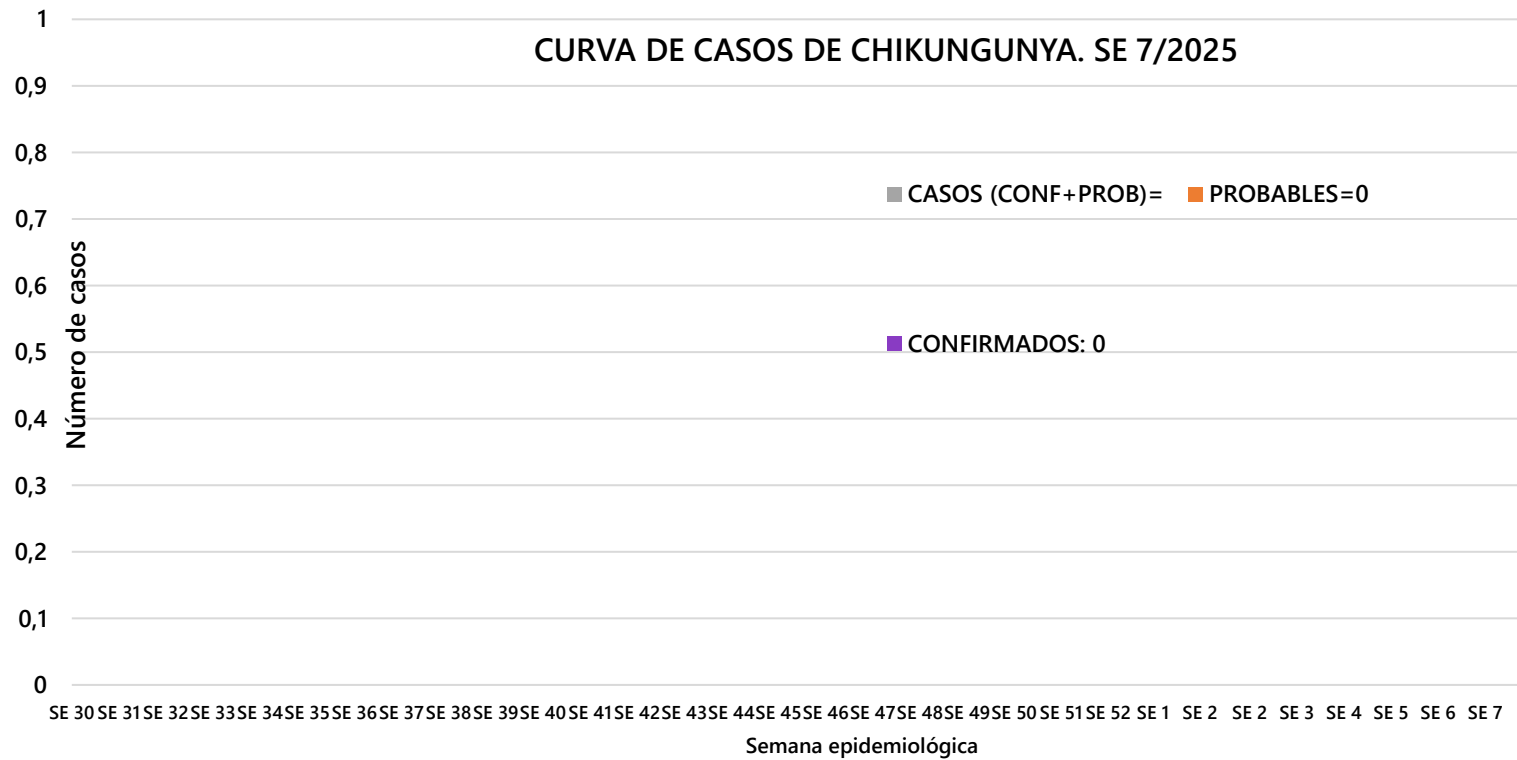 CURVA DE CASOS DE CHIKUNGUNYA. SE 7/2025
1
0,9
0,8
0,7
0,6
0,5
0,4
0,3
0,2
0,1
0
Número de casos
CASOS (CONF+PROB)= PROBABLES=0
CONFIRMADOS: 0
SE 30 SE 31 SE 32 SE 33 SE 34 SE 35 SE 36 SE 37 SE 38 SE 39 SE 40 SE 41 SE 42 SE 43 SE 44 SE 45 SE 46 SE 47 SE 48 SE 49 SE 50 SE 51 SE 52 SE 1 SE 2 SE 2 SE 3 SE 4 SE 5 SE 6 SE 7
Semana epidemiológica